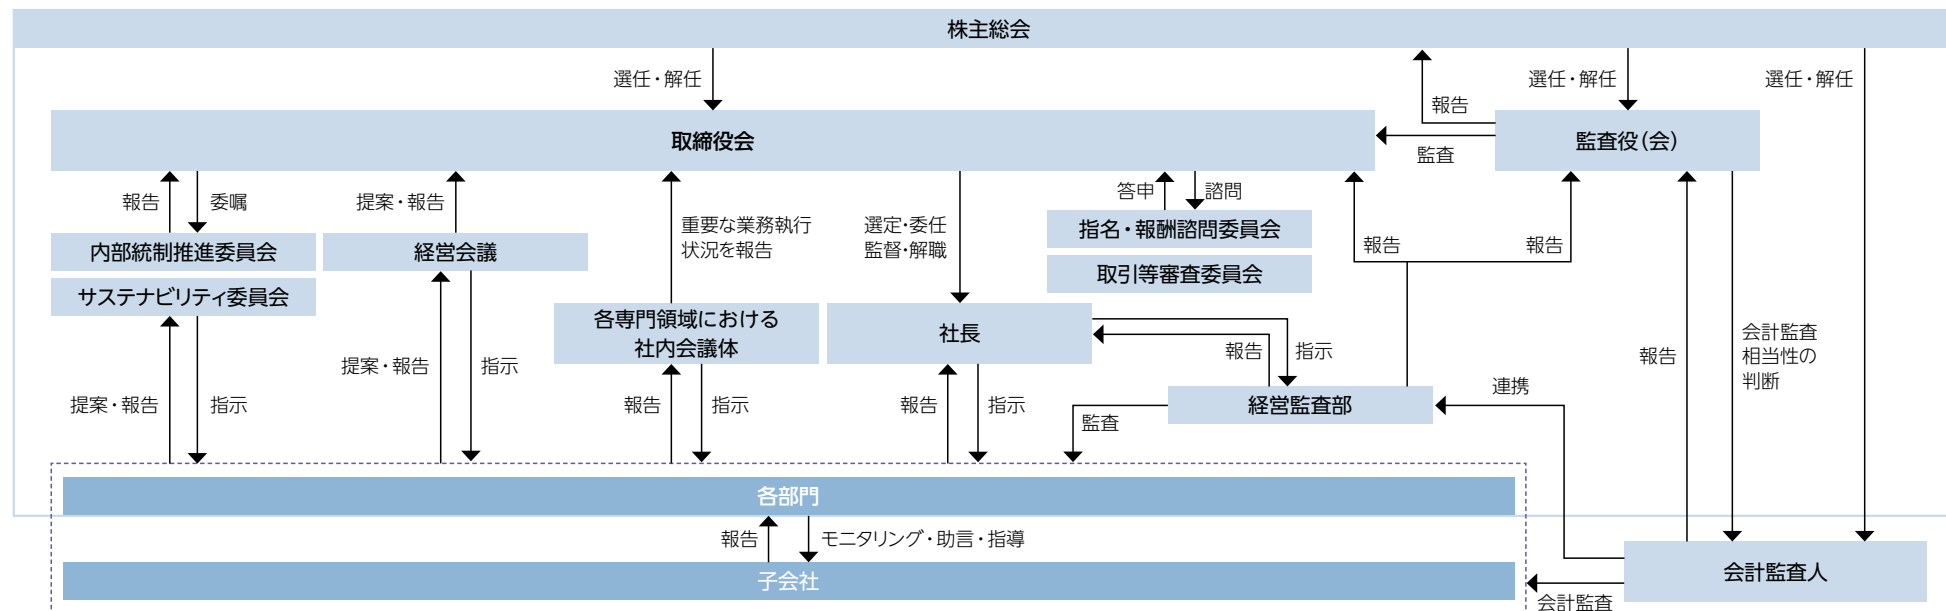 株主総会
選任・解任
報告
選任・解任
選任・解任
取締役会
監査
監査役(会)
報告
委嘱
提案・報告
重要な業務執行
状況を報告
選定・委任
監督・解職
答申
諮問
内部統制推進委員会
サステナビリティ委員会
経営会議
指名・報酬諮問委員会
取引等審査委員会
報告
報告
各専門領域における
社内会議体
社長
報告
指示
報告
会計監査
相当性の
判断
提案・報告
指示
提案・報告
指示
報告
指示
報告
指示
監査
経営監査部
連携
各部門
報告
モニタリング・助言・指導
子会社
会計監査人
会計監査